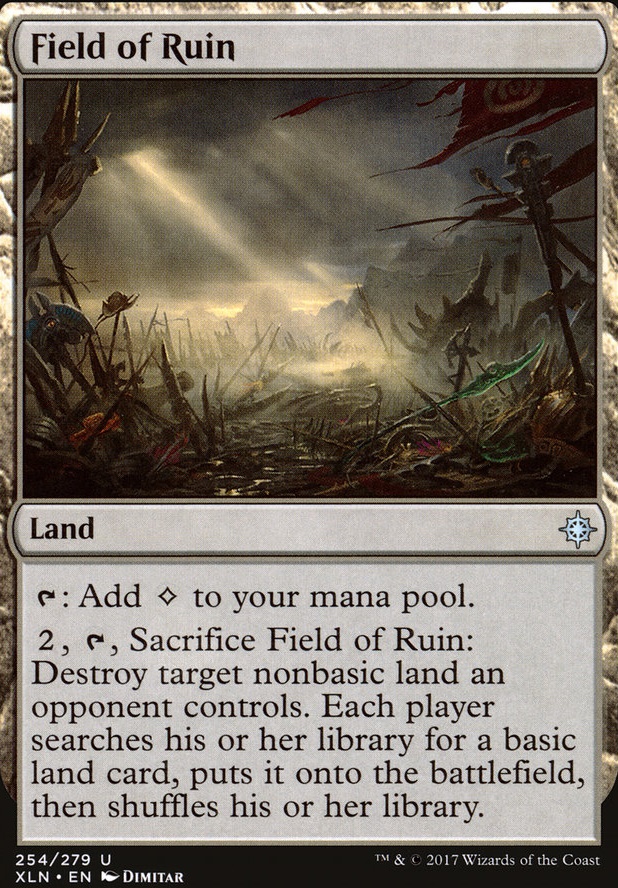 Field of Ruin
Land
: Add to your mana pool.
2, , Sacrifice Field of Ruin:
Destroy target nonbasic land an
opponent controls. Each player
searches his or her library for a basic
land card, puts it onto the battlefield,
then shuffles his or her library.
254/279 U
XLN • EN DIMITAR
™ & © 2017 Wizards of the Coast